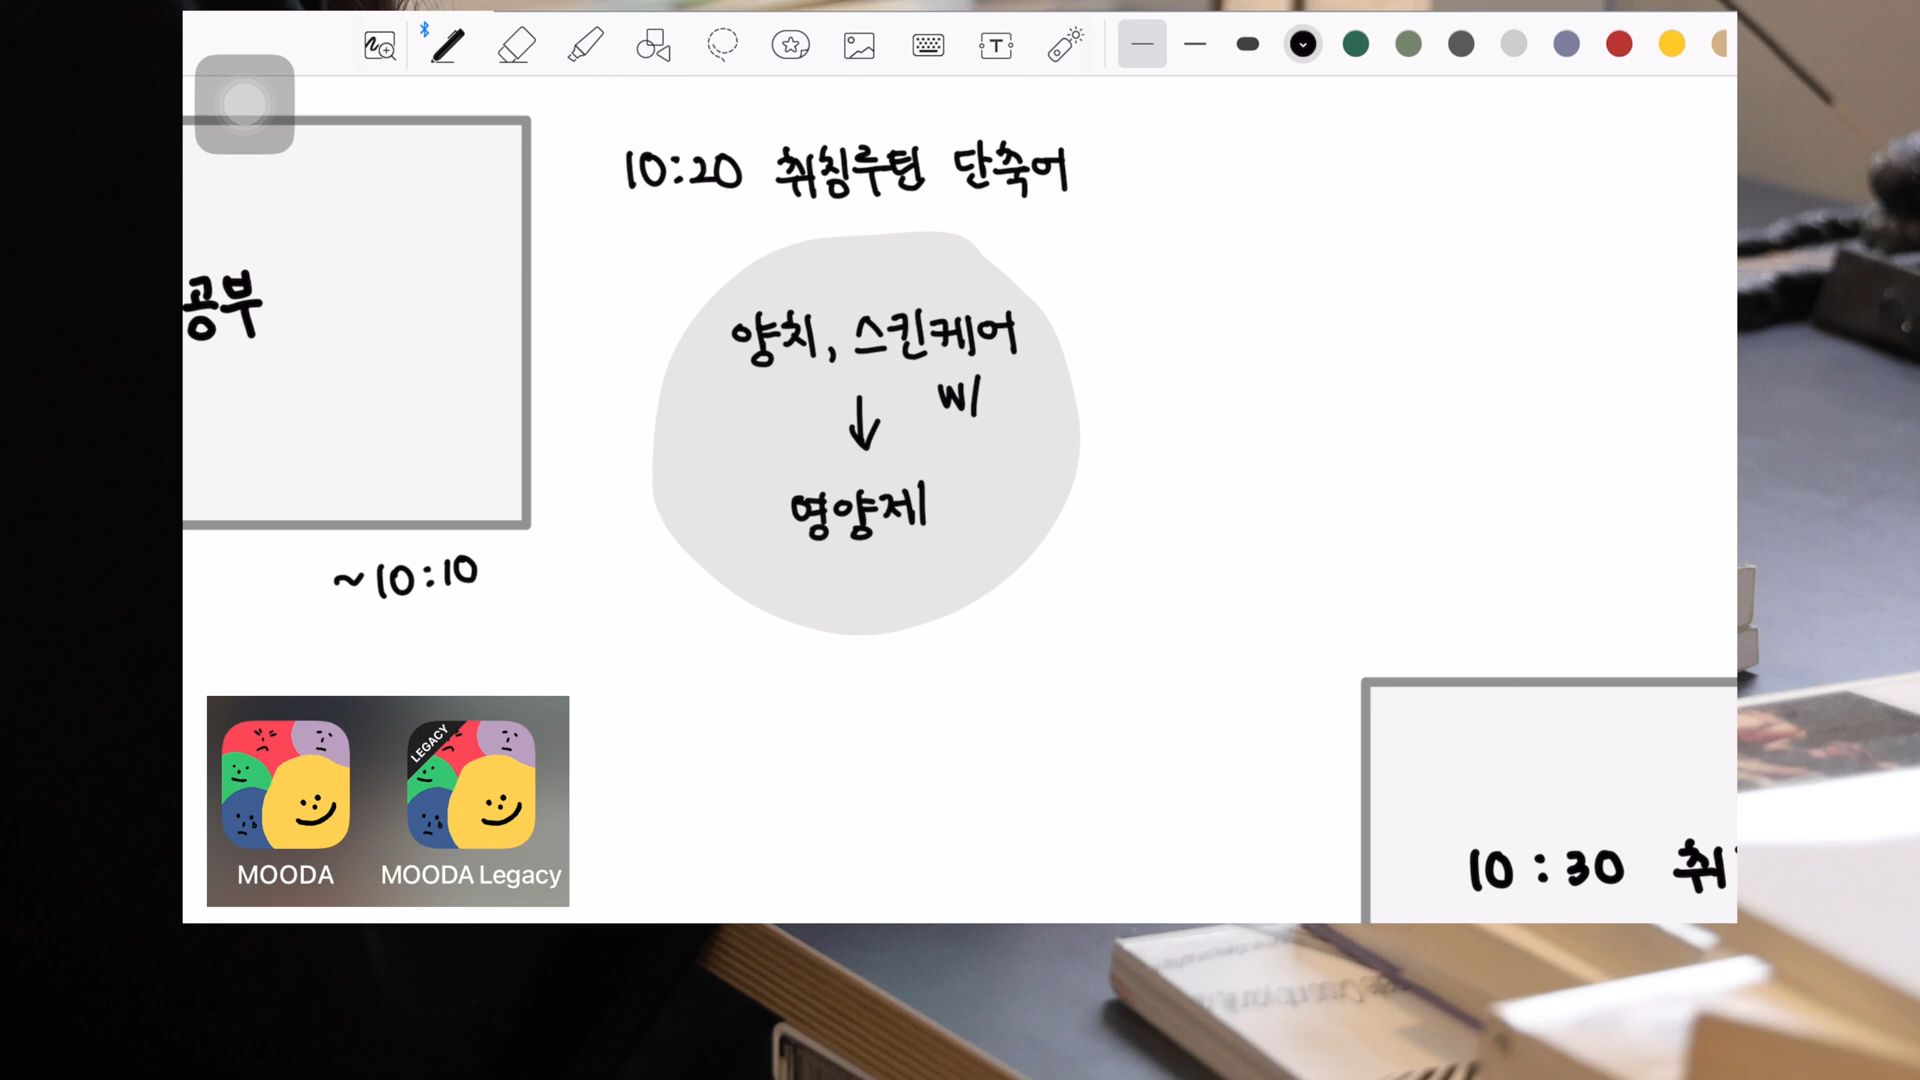 공부
~10:10
10:20 취침루틴 단축어
양치, 스킨케어
w/
↓
영양제
LEGACY
MOODA
MOODA Legacy
10:30 취